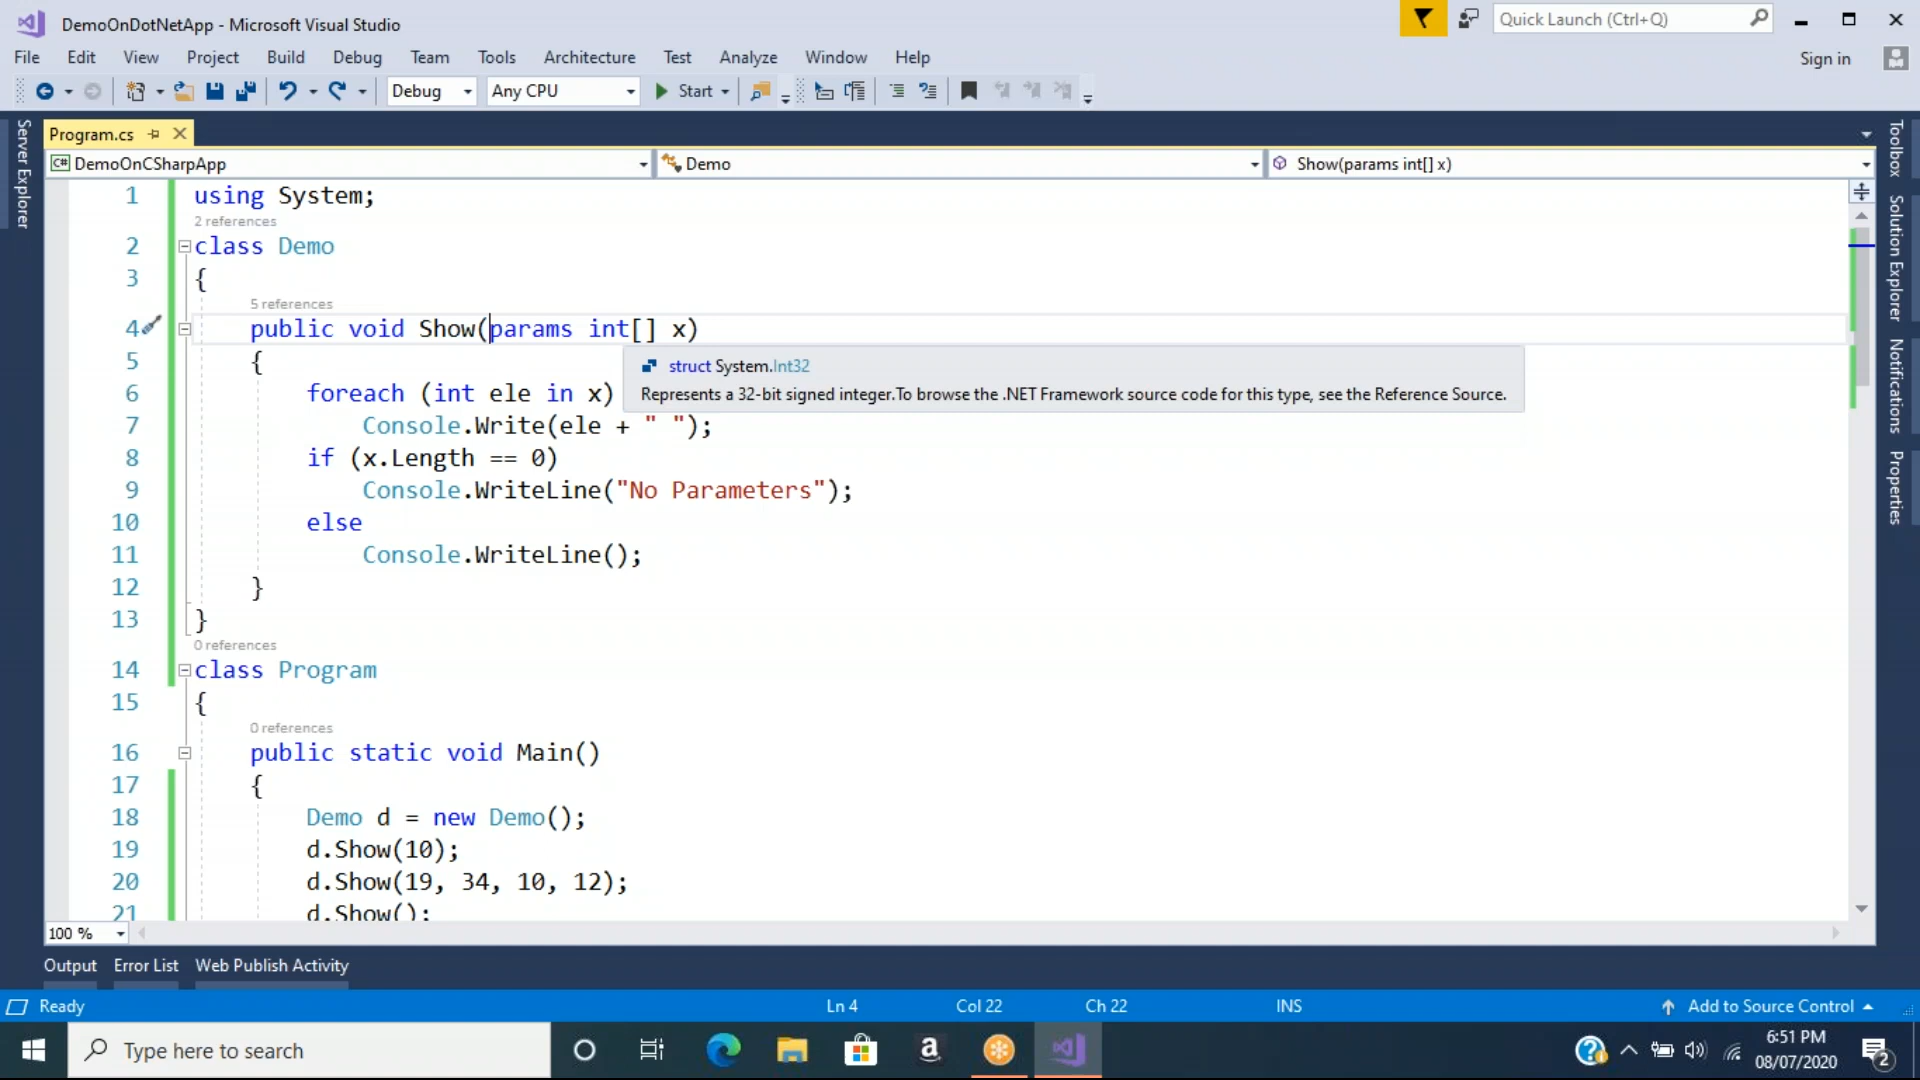 DemoOnDotNetApp - Microsoft Visual Studio
Quick Launch (Ctrl+Q)
File Edit View Project Build Debug Team Tools Architecture Test Analyze Window Help
Sign in
Debug Any CPU Start
Server Explorer
Program.cs
C# DemoOnCSharpApp Demo Show(params int[] x)
1 using System;
2 references
2 class Demo
3 {
5 references
4 public void Show(params int[] x)
5 {
struct System.Int32
Represents a 32-bit signed integer.To browse the .NET Framework source code for this type, see the Reference Source.
6 foreach (int ele in x)
7 Console.Write(ele + " ");
8 if (x.Length == 0)
9 Console.WriteLine("No Parameters");
10 else
11 Console.WriteLine();
12 }
13 }
0 references
14 class Program
15 {
0 references
16 public static void Main()
17 {
18 Demo d = new Demo();
19 d.Show(10);
20 d.Show(19, 34, 10, 12);
21 d.Show();
100 %
Toolbox
Solution Explorer
Notifications
Properties
Output Error List Web Publish Activity
Ready Ln 4 Col 22 Ch 22 INS Add to Source Control
Type here to search
a
6:51 PM
08/07/2020
2